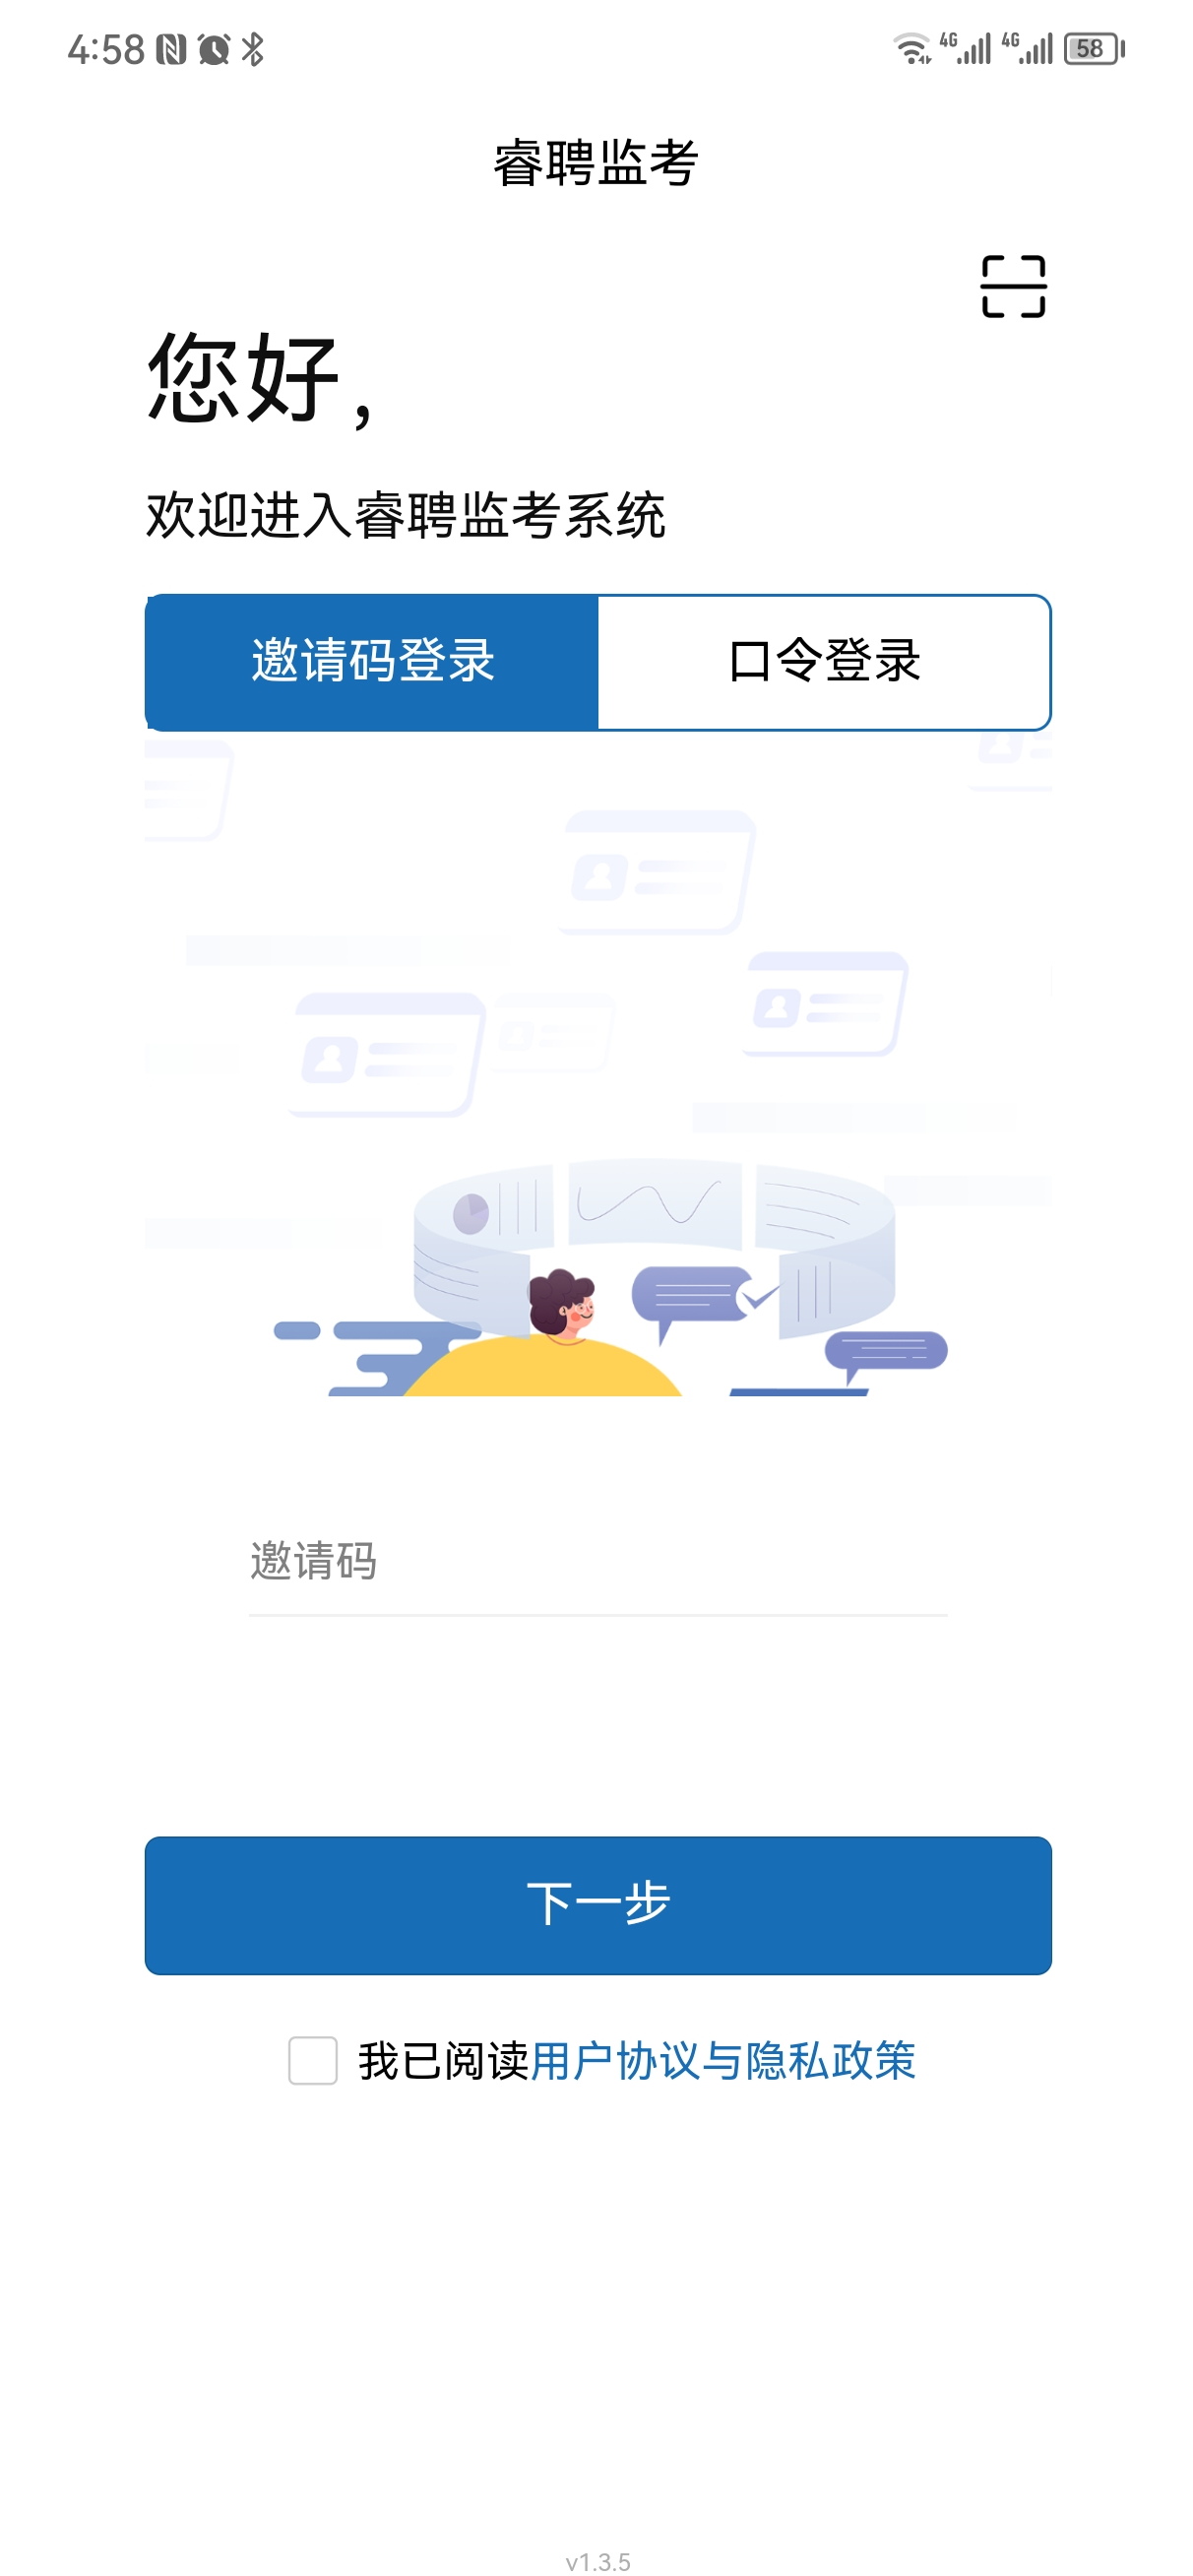 4:58 4G 4G 58
睿聘监考
您好,
欢迎进入睿聘监考系统
邀请码登录 口令登录
邀请码
下一步
我已阅读用户协议与隐私政策
v1.3.5